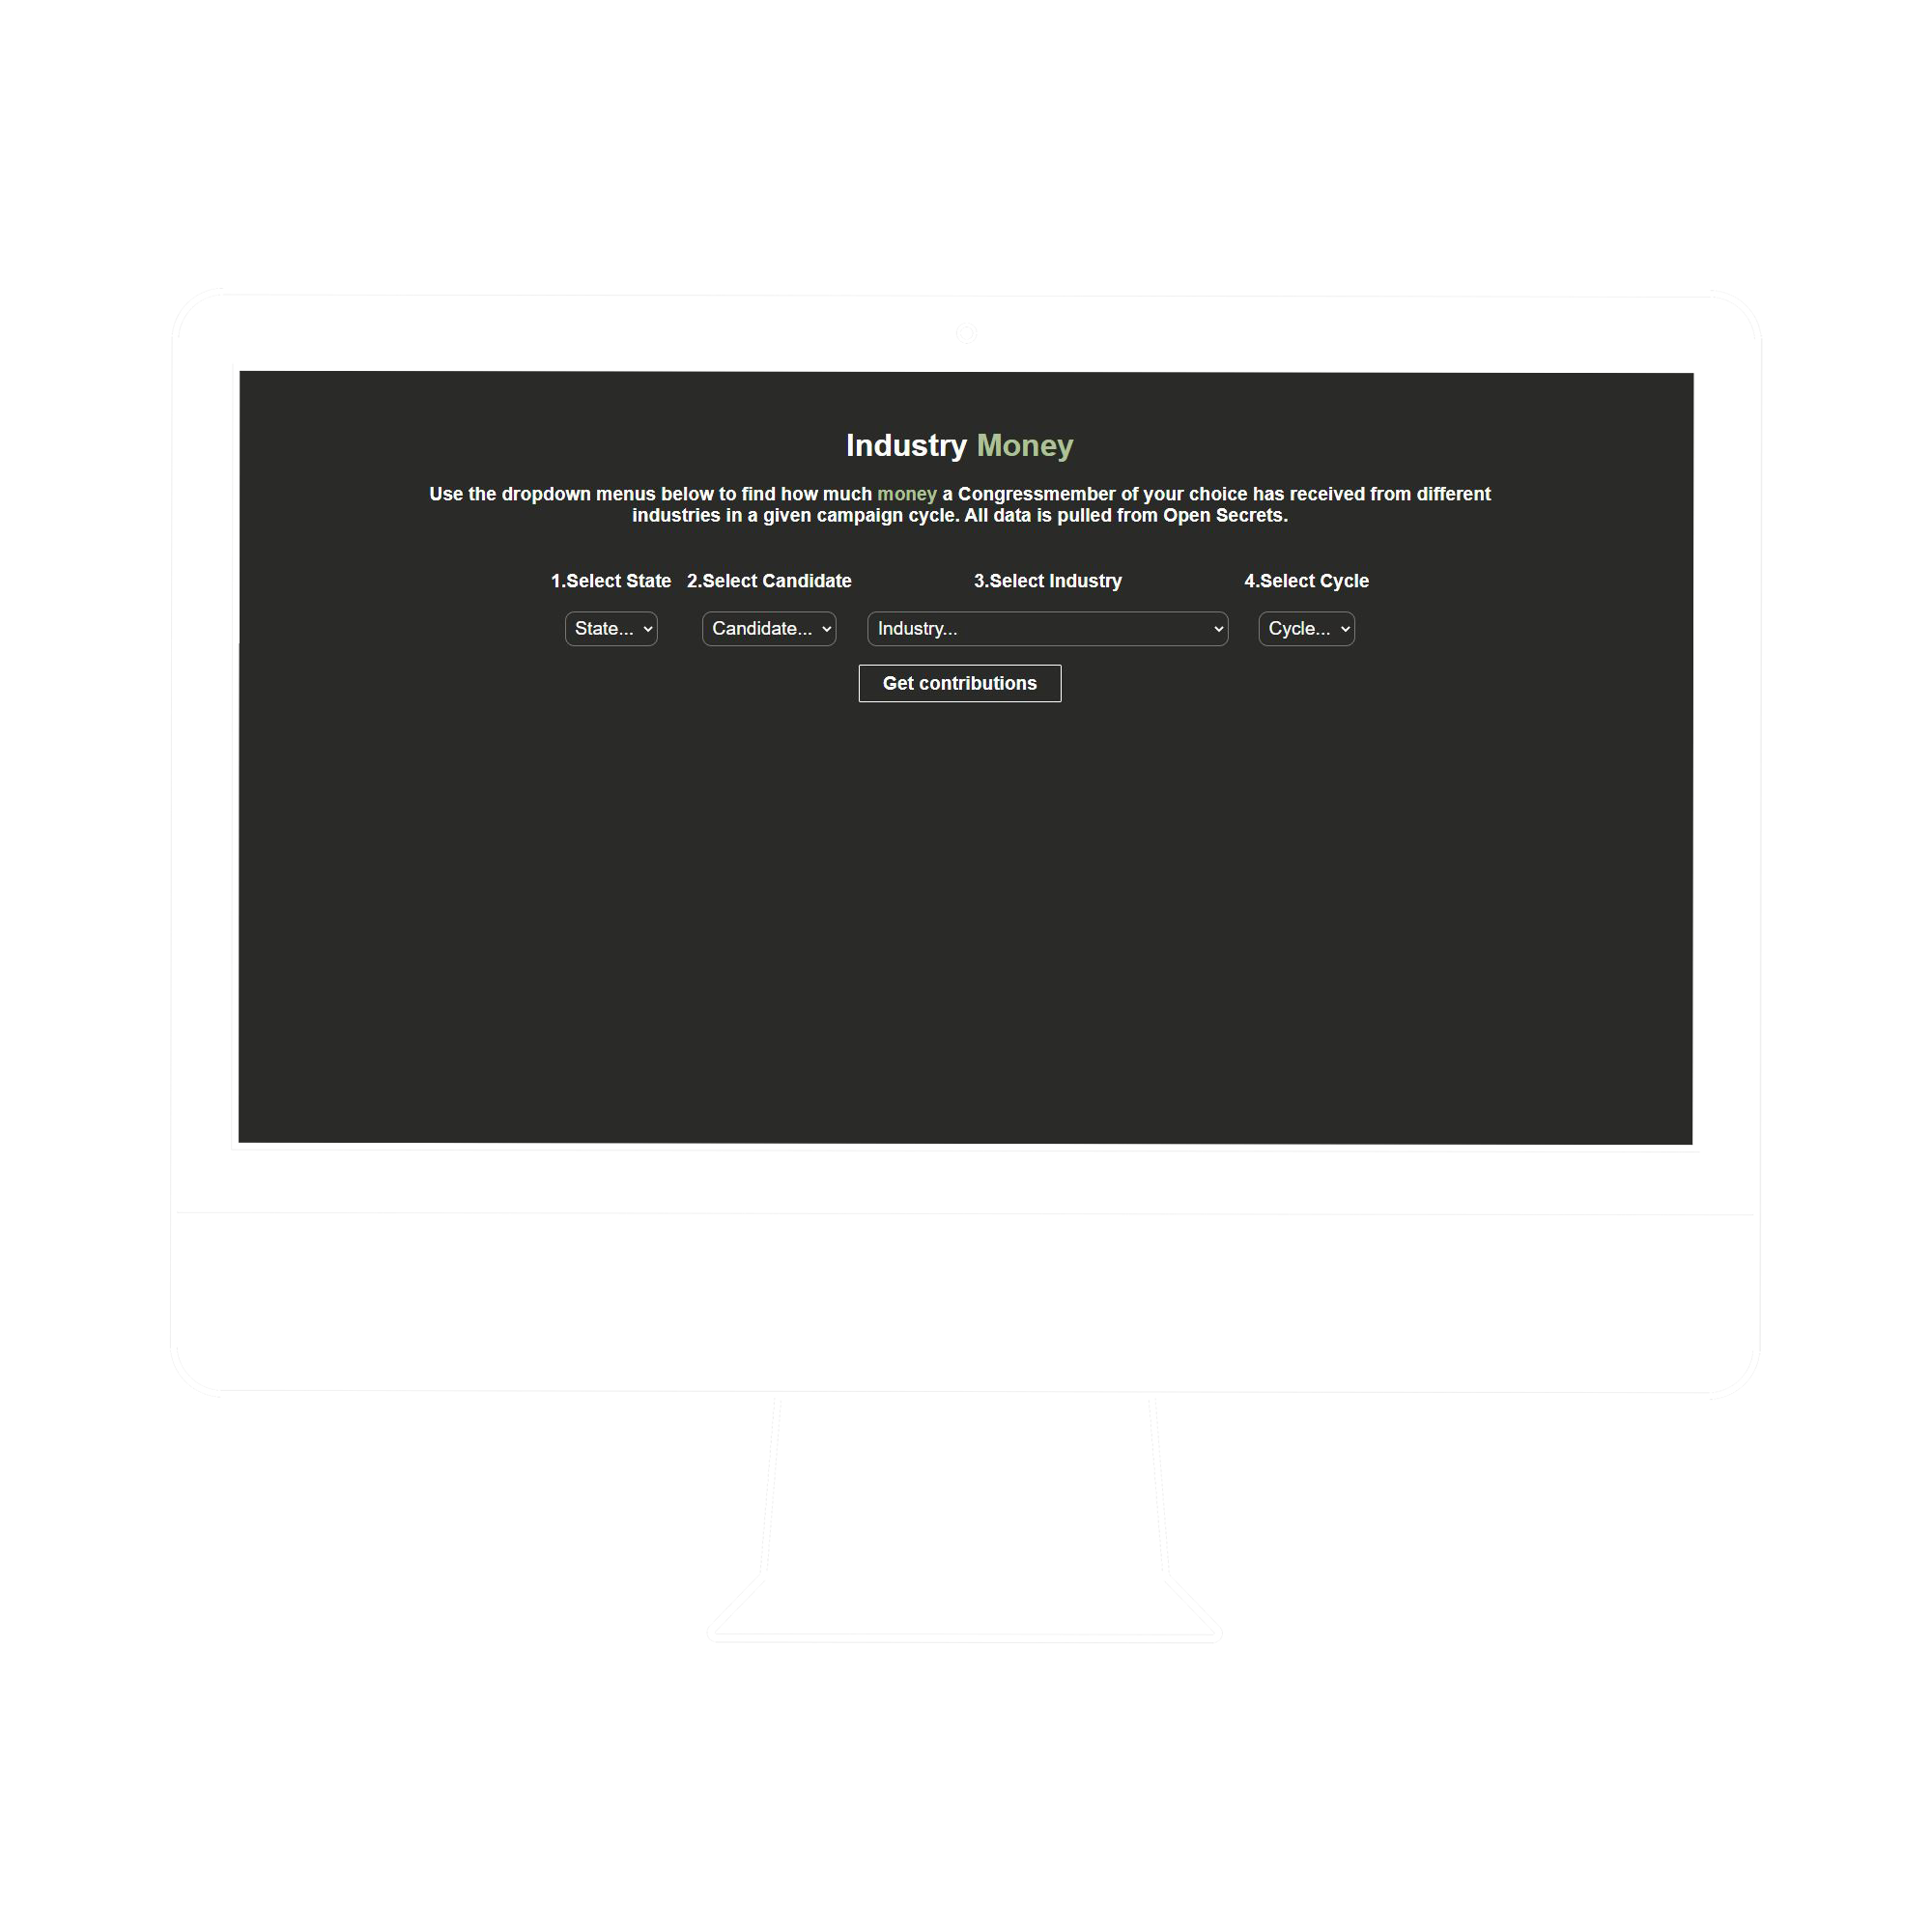 Industry Money
Use the dropdown menus below to find how much money a Congressmember of your choice has received from different
industries in a given campaign cycle. All data is pulled from Open Secrets.
1.Select State 2.Select Candidate 3.Select Industry 4.Select Cycle
State... Candidate... Industry... Cycle...
Get contributions